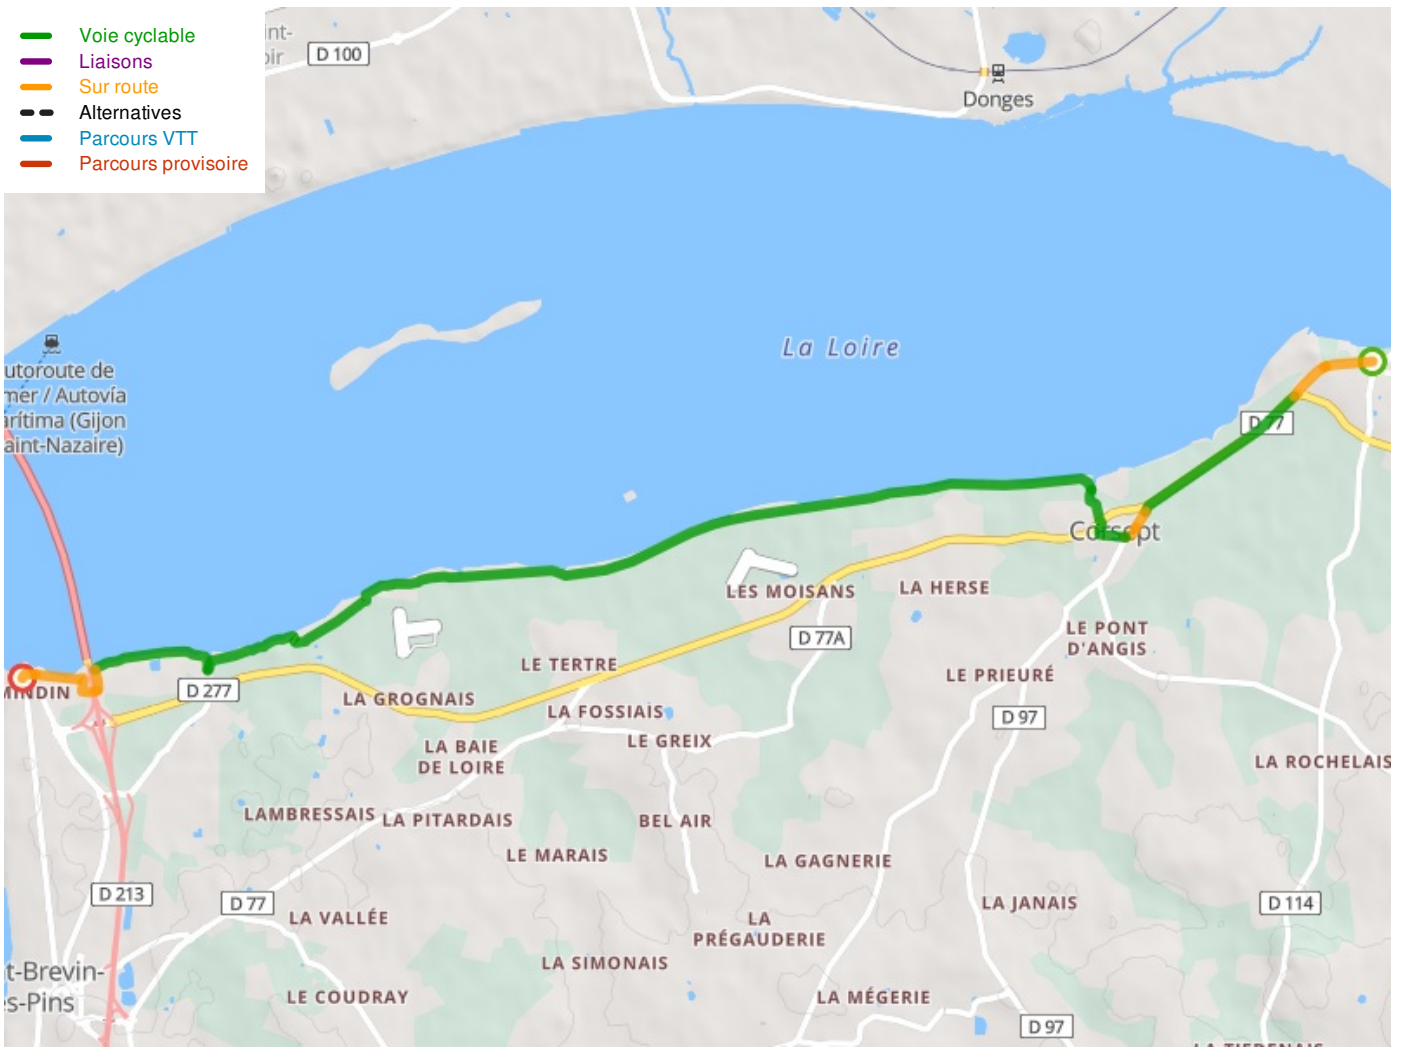 Voie cyclable
Liaisons
Sur route
Alternatives
Parcours VTT
Parcours provisoire
int-
oir
D 100
Donges
La Loire
utoroute de
mer / Autovía
arítima (Gijon
aint-Nazaire)
D 77
Corsept
LES MOISANS
LA HERSE
D 77A
LE PONT
D'ANGIS
LE TERTRE
LE PRIEURÉ
MINDIN
D 277
LA GROGNAIS
LA FOSSIAIS
D 97
LE GREIX
LA BAIE
DE LOIRE
LA ROCHELAIS
LAMBRESSAIS
LA PITARDAIS
BEL AIR
LE MARAIS
LA GAGNERIE
D 213
D 77
LA JANAIS
D 114
LA VALLÉE
LA
PRÉGAUDERIE
LA SIMONAIS
t-Brevin-
s-Pins
LE COUDRAY
LA MÉGERIE
D 97